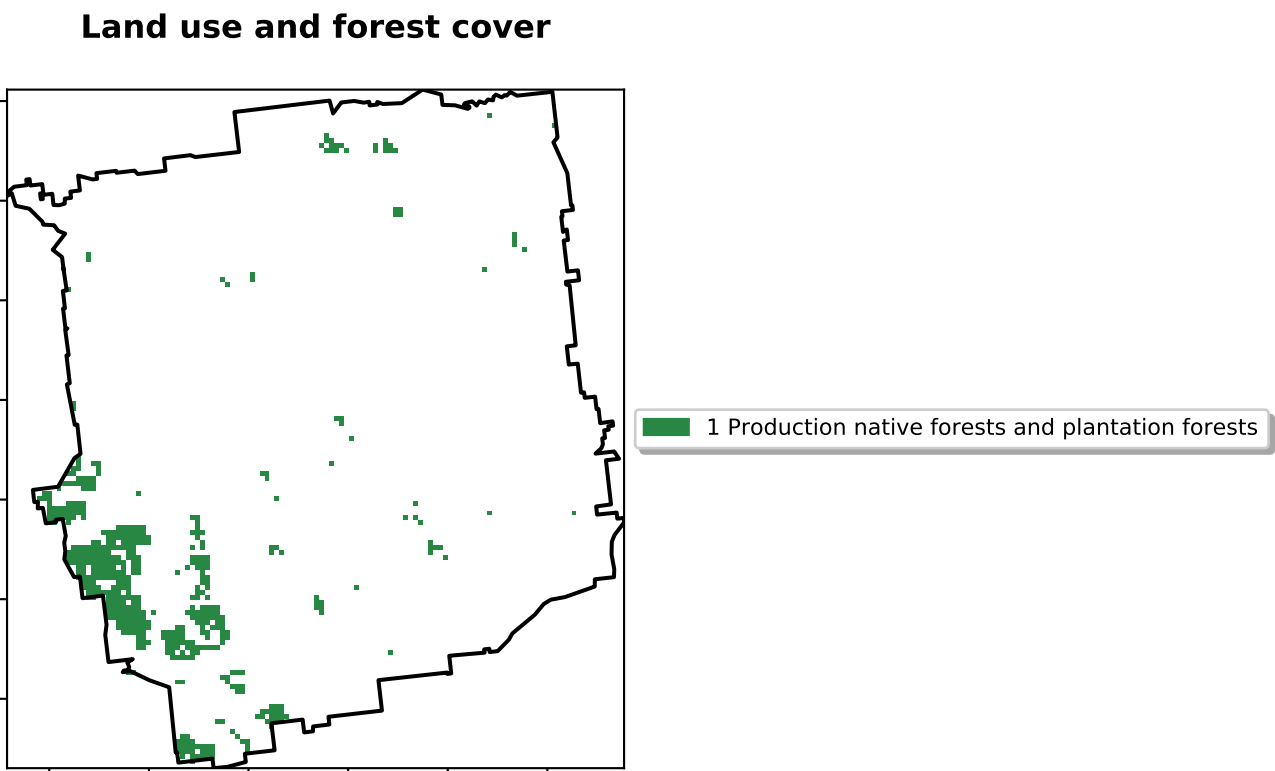 Land use and forest cover
1 Production native forests and plantation forests